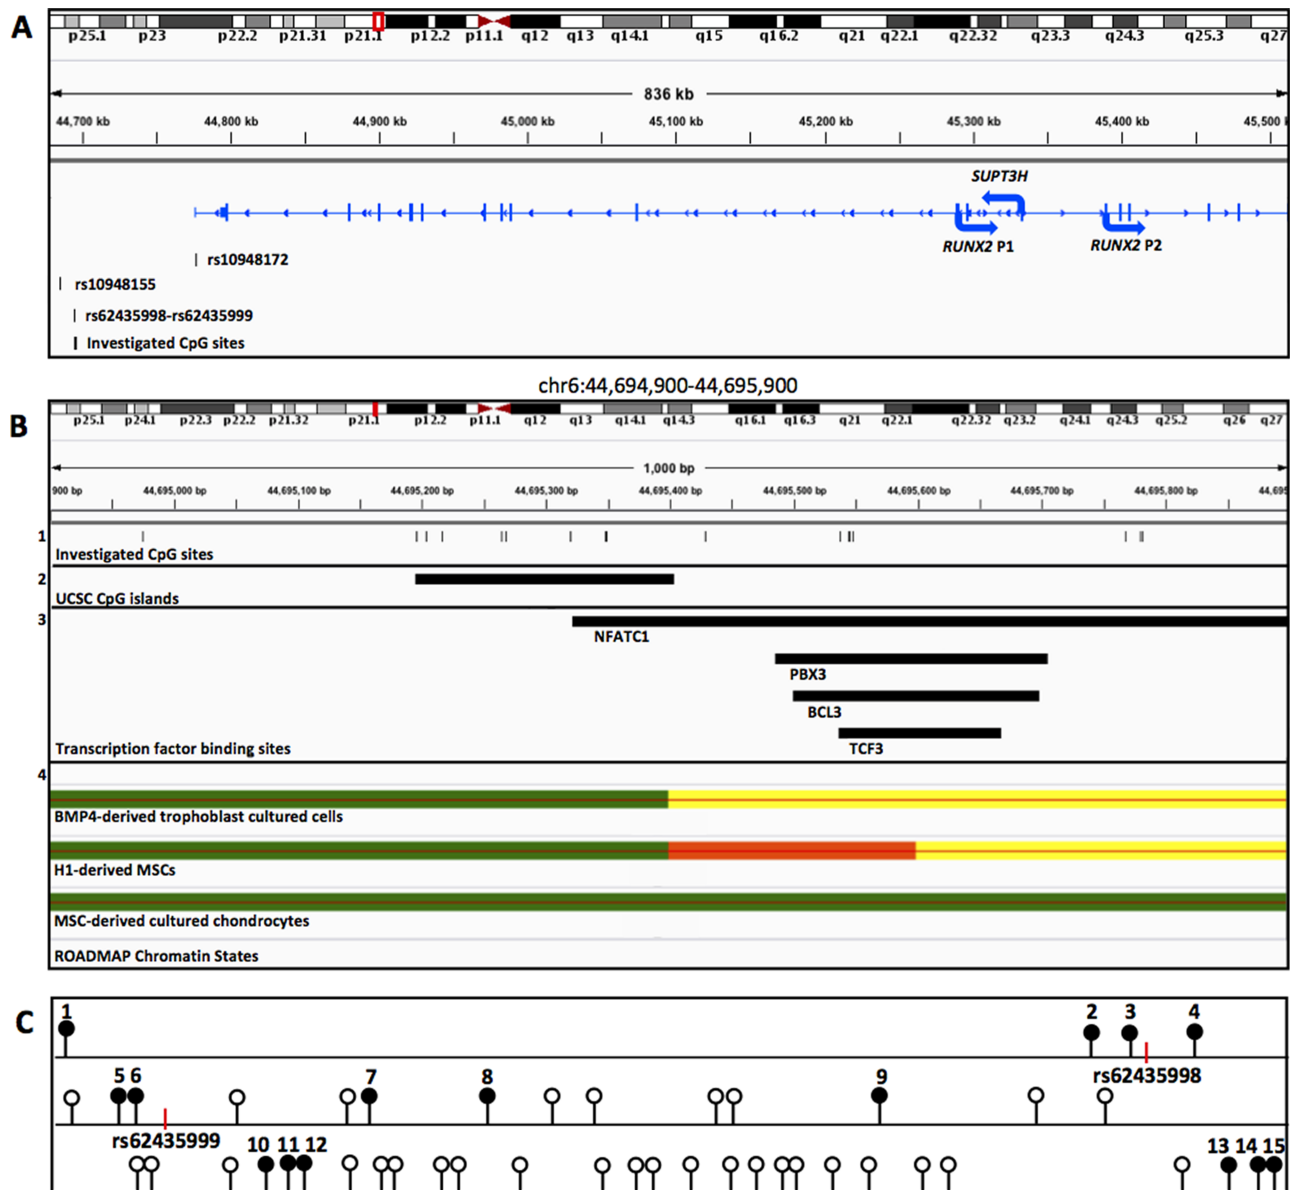 A
p25.1 p23 p22.2 p21.31 p21.1 p12.2 p11.1 q12 q13 q14.1 q15 q16.2 q21 q22.1 q22.32 q23.3 q24.3 q25.3 q27
836 kb
44,700 kb 44,800 kb 44,900 kb 45,000 kb 45,100 kb 45,200 kb 45,300 kb 45,400 kb 45,500 k
SUPT3H
RUNX2 P1 RUNX2 P2
rs10948172
rs10948155
rs62435998-rs62435999
Investigated CpG sites
chr6:44,694,900-44,695,900
B
p25.1 p24.1 p22.3 p22.2 p21.32 p21.1 p12.2 p11.1 q12 q13 q14.1 q14.3 q16.1 q16.3 q21 q22.1 q22.32 q23.2 q24.1 q24.3 q25.2 q26 q27
1,000 bp
900 bp 44,695,000 bp 44,695,100 bp 44,695,200 bp 44,695,300 bp 44,695,400 bp 44,695,500 bp 44,695,600 bp 44,695,700 bp 44,695,800 bp 44,695
1
Investigated CpG sites
2
UCSC CpG islands
3
NFATC1
PBX3
BCL3
TCF3
Transcription factor binding sites
4
BMP4-derived trophoblast cultured cells
H1-derived MSCs
MSC-derived cultured chondrocytes
ROADMAP Chromatin States
C
1 2 3 4
rs62435998
5 6 7 8 9
rs62435999
10 11 12 13 14 15